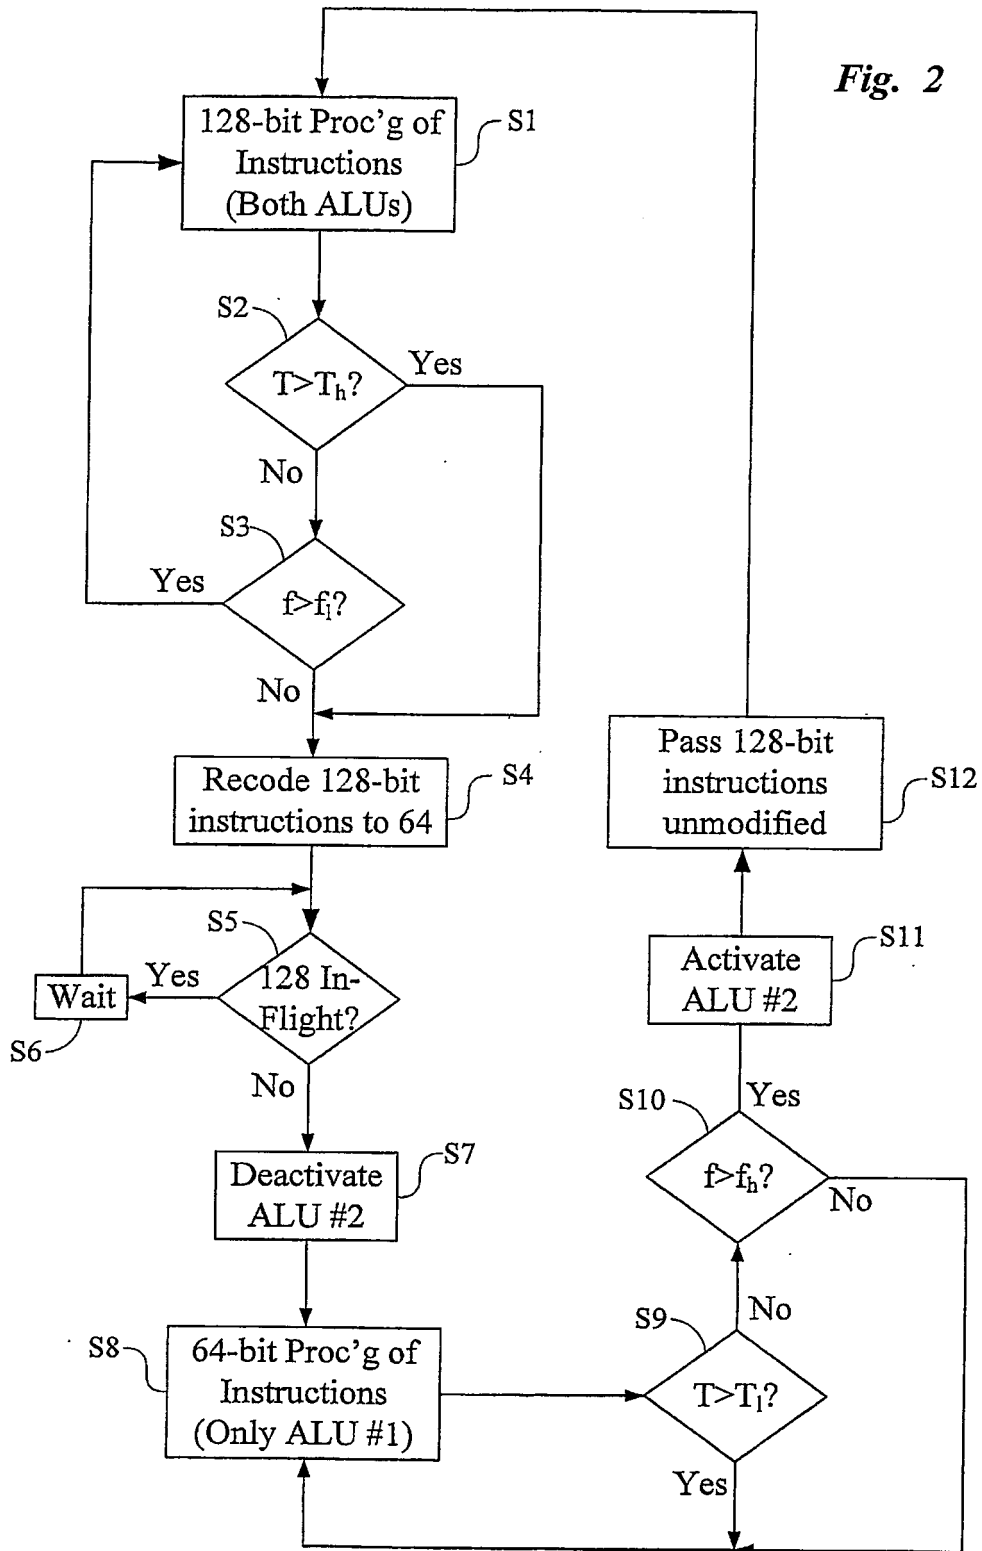 Fig. 2
128-bit Proc'g of
Instructions
(Both ALUs)
S1
S2
T>Th?
Yes
No
S3
f>fl?
Yes
No
Recode 128-bit
instructions to 64
S4
S5
128 In-
Flight?
Yes
Wait
S6
No
Deactivate
ALU #2
S7
64-bit Proc'g of
Instructions
(Only ALU #1)
S8
S9
T>Tl?
Yes
No
S10
f>fh?
No
Yes
Activate
ALU #2
S11
Pass 128-bit
instructions
unmodified
S12